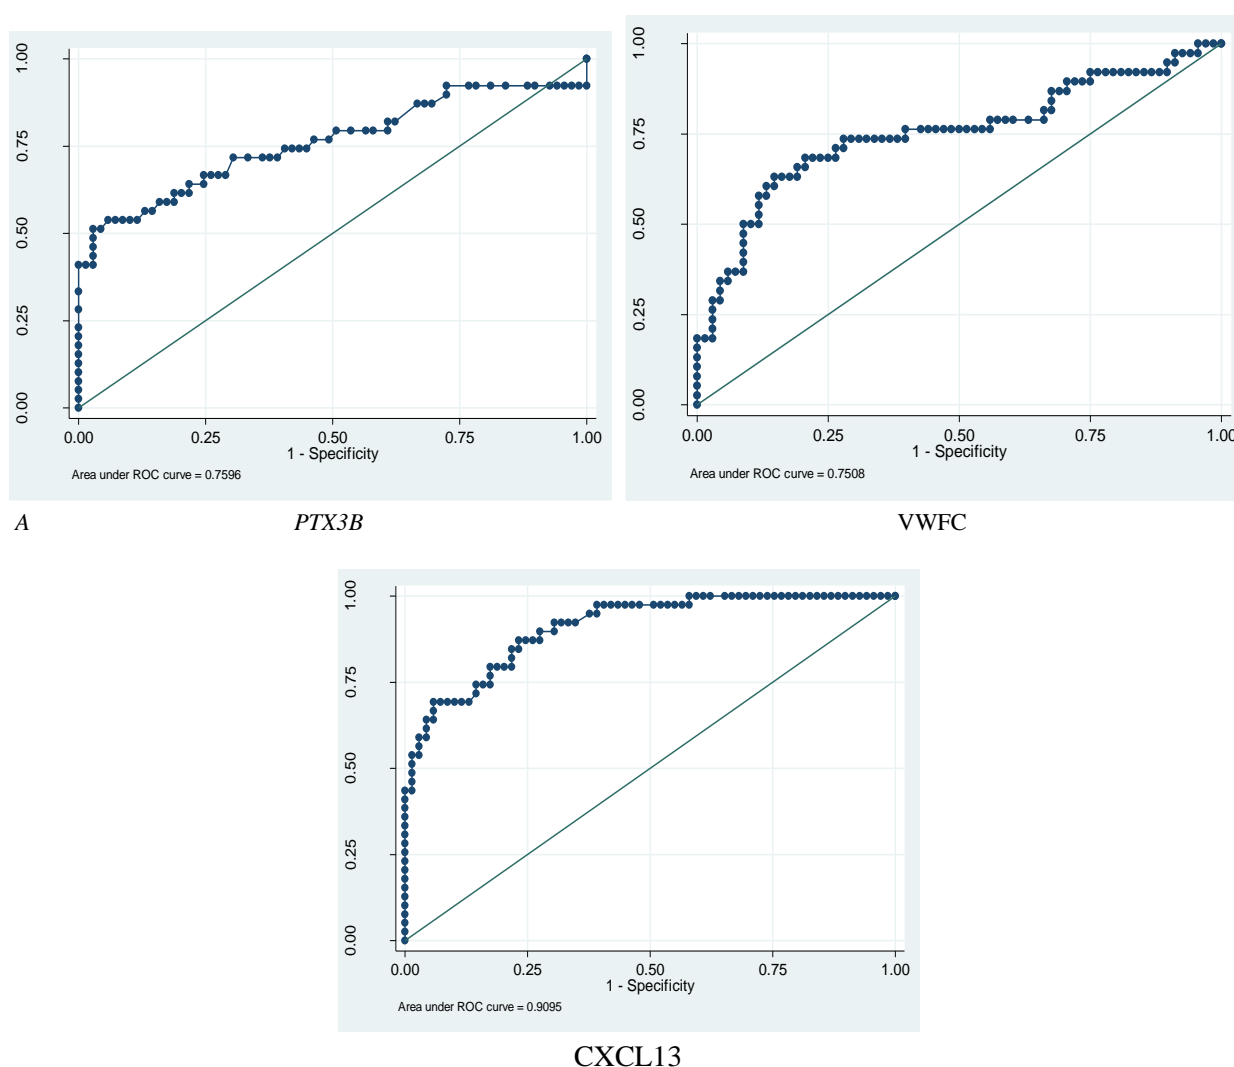 1.00
0.75
0.50
0.25
0.00
0.00 0.25 0.50 0.75 1.00
1 - Specificity
Area under ROC curve = 0.7596
1.00
0.75
0.50
0.25
0.00
0.00 0.25 0.50 0.75 1.00
1 - Specificity
Area under ROC curve = 0.7508
A PTX3B VWFC
1.00
0.75
0.50
0.25
0.00
0.00 0.25 0.50 0.75 1.00
1 - Specificity
Area under ROC curve = 0.9095
CXCL13